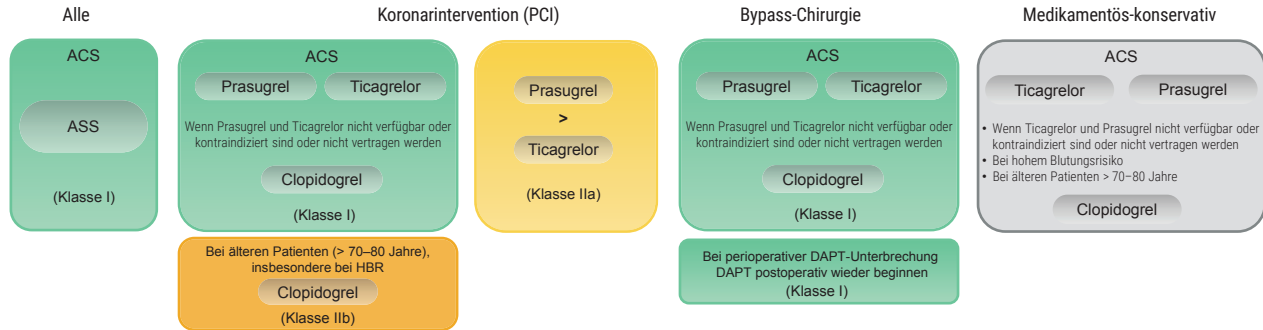 Alle
ACS
ASS
(Klasse I)
Koronarintervention (PCI)
ACS
Prasugrel
Ticagrelor
Wenn Prasugrel und Ticagrelor nicht verfügbar oder
kontraindiziert sind oder nicht vertragen werden
Clopidogrel
(Klasse I)
Bei älteren Patienten (> 70–80 Jahre),
insbesondere bei HBR
Clopidogrel
(Klasse IIb)
Prasugrel
>
Ticagrelor
(Klasse IIa)
Bypass-Chirurgie
ACS
Prasugrel
Ticagrelor
Wenn Prasugrel und Ticagrelor nicht verfügbar oder
kontraindiziert sind oder nicht vertragen werden
Clopidogrel
(Klasse I)
Bei perioperativer DAPT-Unterbrechung
DAPT postoperativ wieder beginnen
(Klasse I)
Medikamentös-konservativ
ACS
Ticagrelor
Prasugrel
• Wenn Ticagrelor und Prasugrel nicht verfügbar oder
kontraindiziert sind oder nicht vertragen werden
• Bei hohem Blutungsrisiko
• Bei älteren Patienten > 70–80 Jahre
Clopidogrel